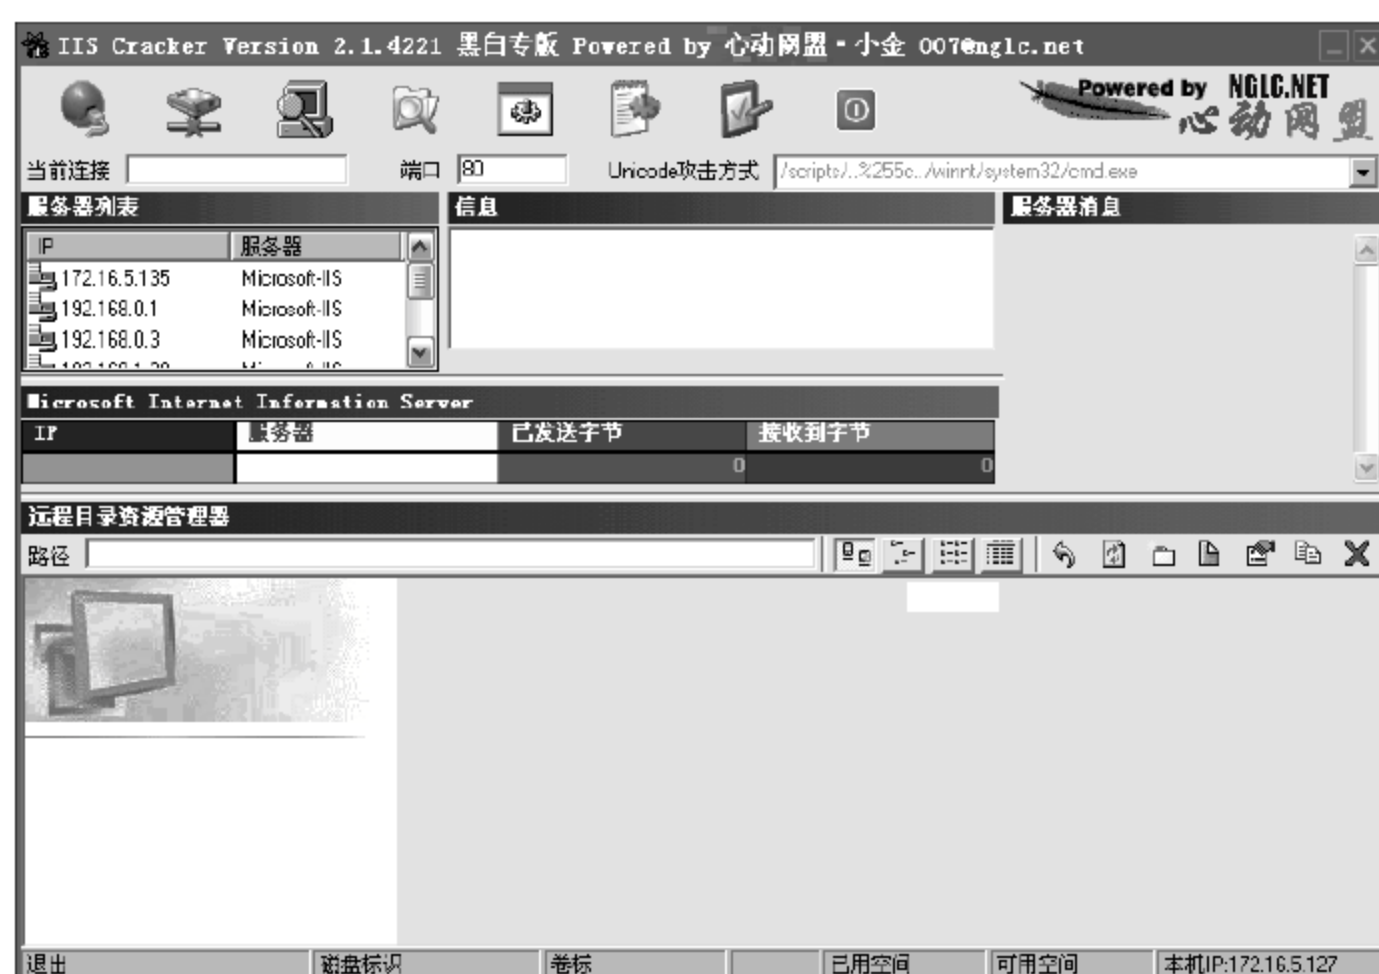 IIS Cracker Version 2.1.4221 黑白专版 Powered by 心动网盟 - 小金 007@nglc.net
Powered by NGLC.NET
心动网盟
当前连接 端口 80 Unicode攻击方式 /scripts/..%255c../winnt/system32/cmd.exe
服务器列表 信息 服务器消息
IP 服务器
172.16.5.135 Microsoft-IIS
192.168.0.1 Microsoft-IIS
192.168.0.3 Microsoft-IIS
Microsoft Internet Information Server
IP 服务器 已发送字节 接收到字节
0 0
远程目录资源管理器
路径
退出 磁盘标识 卷标 已用空间 可用空间 本机IP:172.16.5.127